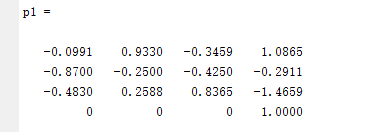 p1 =
-0.0991 0.9330 -0.3459 1.0865
-0.8700 -0.2500 -0.4250 -0.2911
-0.4830 0.2588 0.8365 -1.4659
0 0 0 1.0000